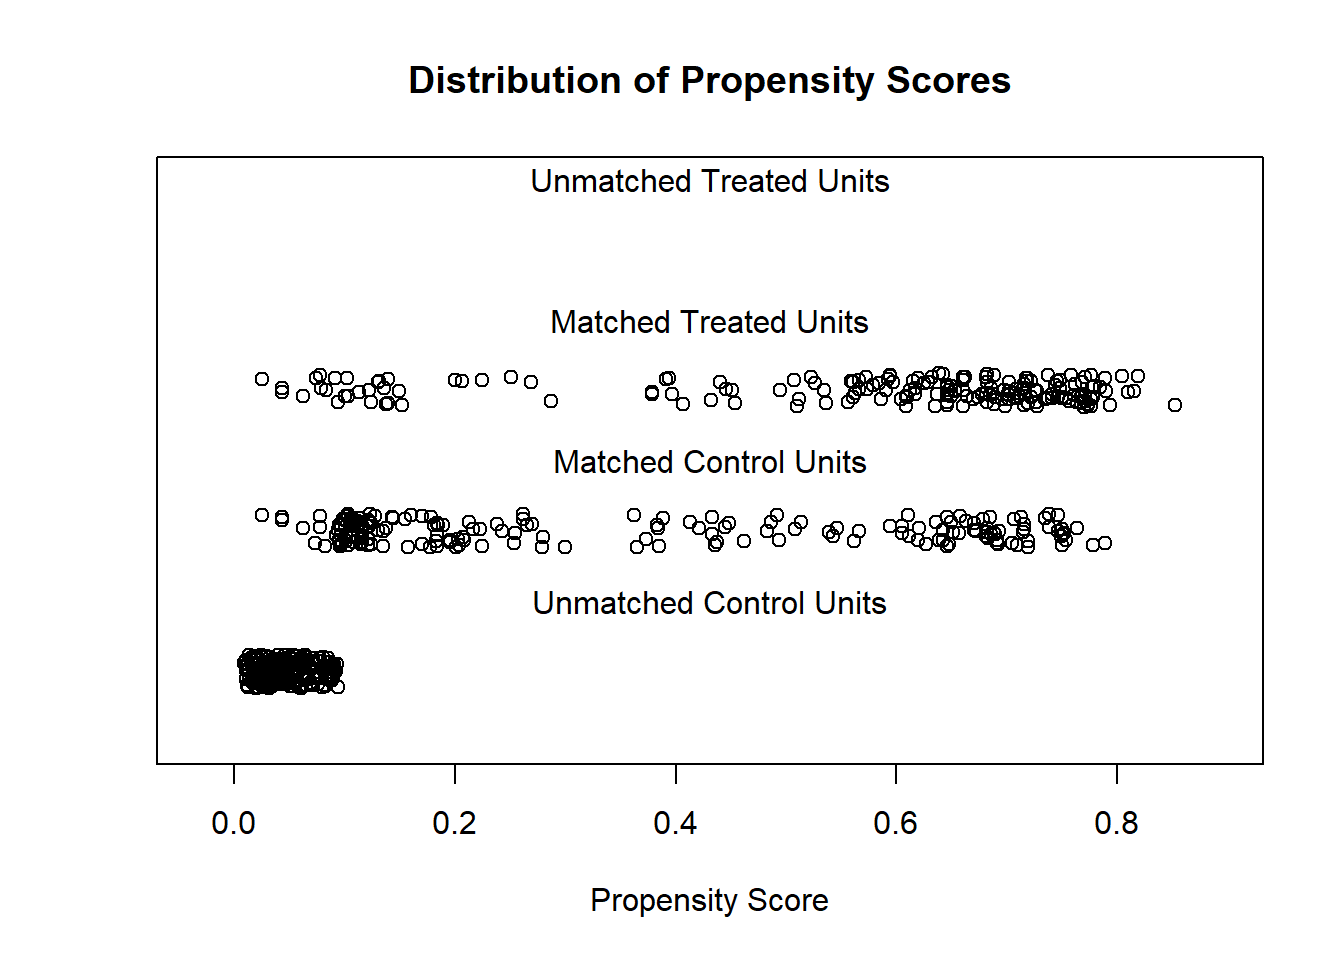 Distribution of Propensity Scores
Unmatched Treated Units
Matched Treated Units
Matched Control Units
Unmatched Control Units
0.0 0.2 0.4 0.6 0.8
Propensity Score